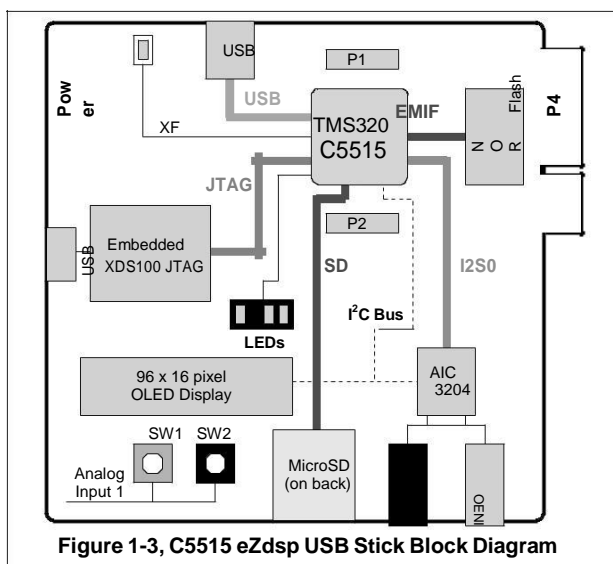 USB
P1
Pow
er
USB
EMIF
Flash
P4
TMS320
C5515
XF
N
O
R
JTAG
P2
Embedded
XDS100 JTAG
USB
SD
I2S0
I²C Bus
LEDs
96 x 16 pixel
OLED Display
AIC
3204
SW1
SW2
Analog
Input 1
MicroSD
(on back)
OENI
Figure 1-3, C5515 eZdsp USB Stick Block Diagram